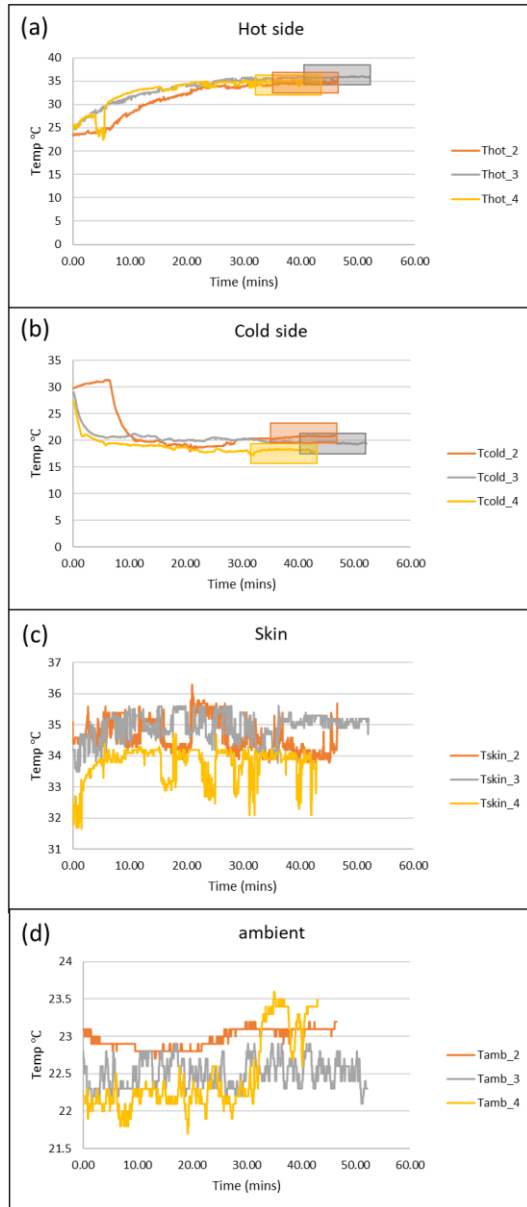 (a)
Hot side
40
35
30
25
20
15
10
5
0
Temp °C
0.00 10.00 20.00 30.00 40.00 50.00 60.00
Time (mins)
Thot_2
Thot_3
Thot_4
(b)
Cold side
35
30
25
20
15
10
5
0
Temp °C
0.00 10.00 20.00 30.00 40.00 50.00 60.00
Time (mins)
Tcold_2
Tcold_3
Tcold_4
(c)
Skin
37
36
35
34
33
32
31
Temp °C
0.00 10.00 20.00 30.00 40.00 50.00 60.00
Time (mins)
Tskin_2
Tskin_3
Tskin_4
(d)
ambient
24
23.5
23
22.5
22
21.5
Temp °C
0.00 10.00 20.00 30.00 40.00 50.00 60.00
Time (mins)
Tamb_2
Tamb_3
Tamb_4